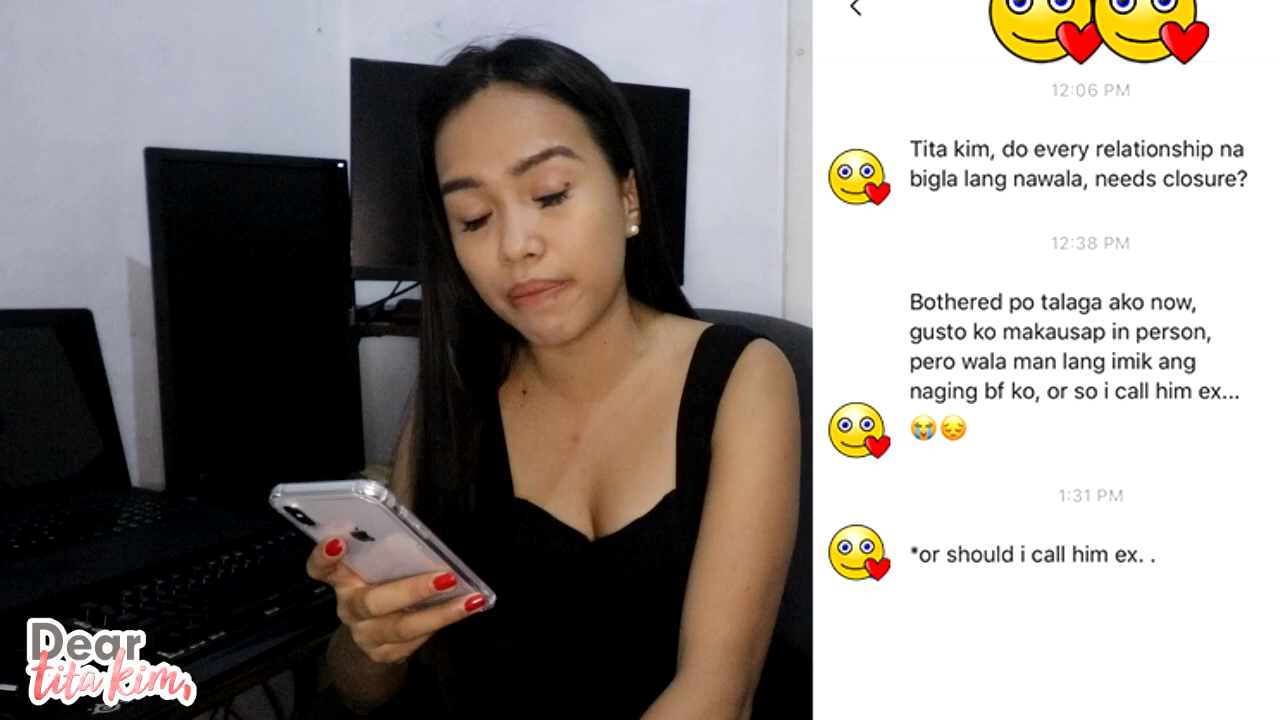 12:06 PM
Tita kim, do every relationship na
bigla lang nawala, needs closure?
12:38 PM
Bothered po talaga ako now,
gusto ko makausap in person,
pero wala man lang imik ang
naging bf ko, or so i call him ex...
😭😔
1:31 PM
*or should i call him ex. .
Dear
tita kim,